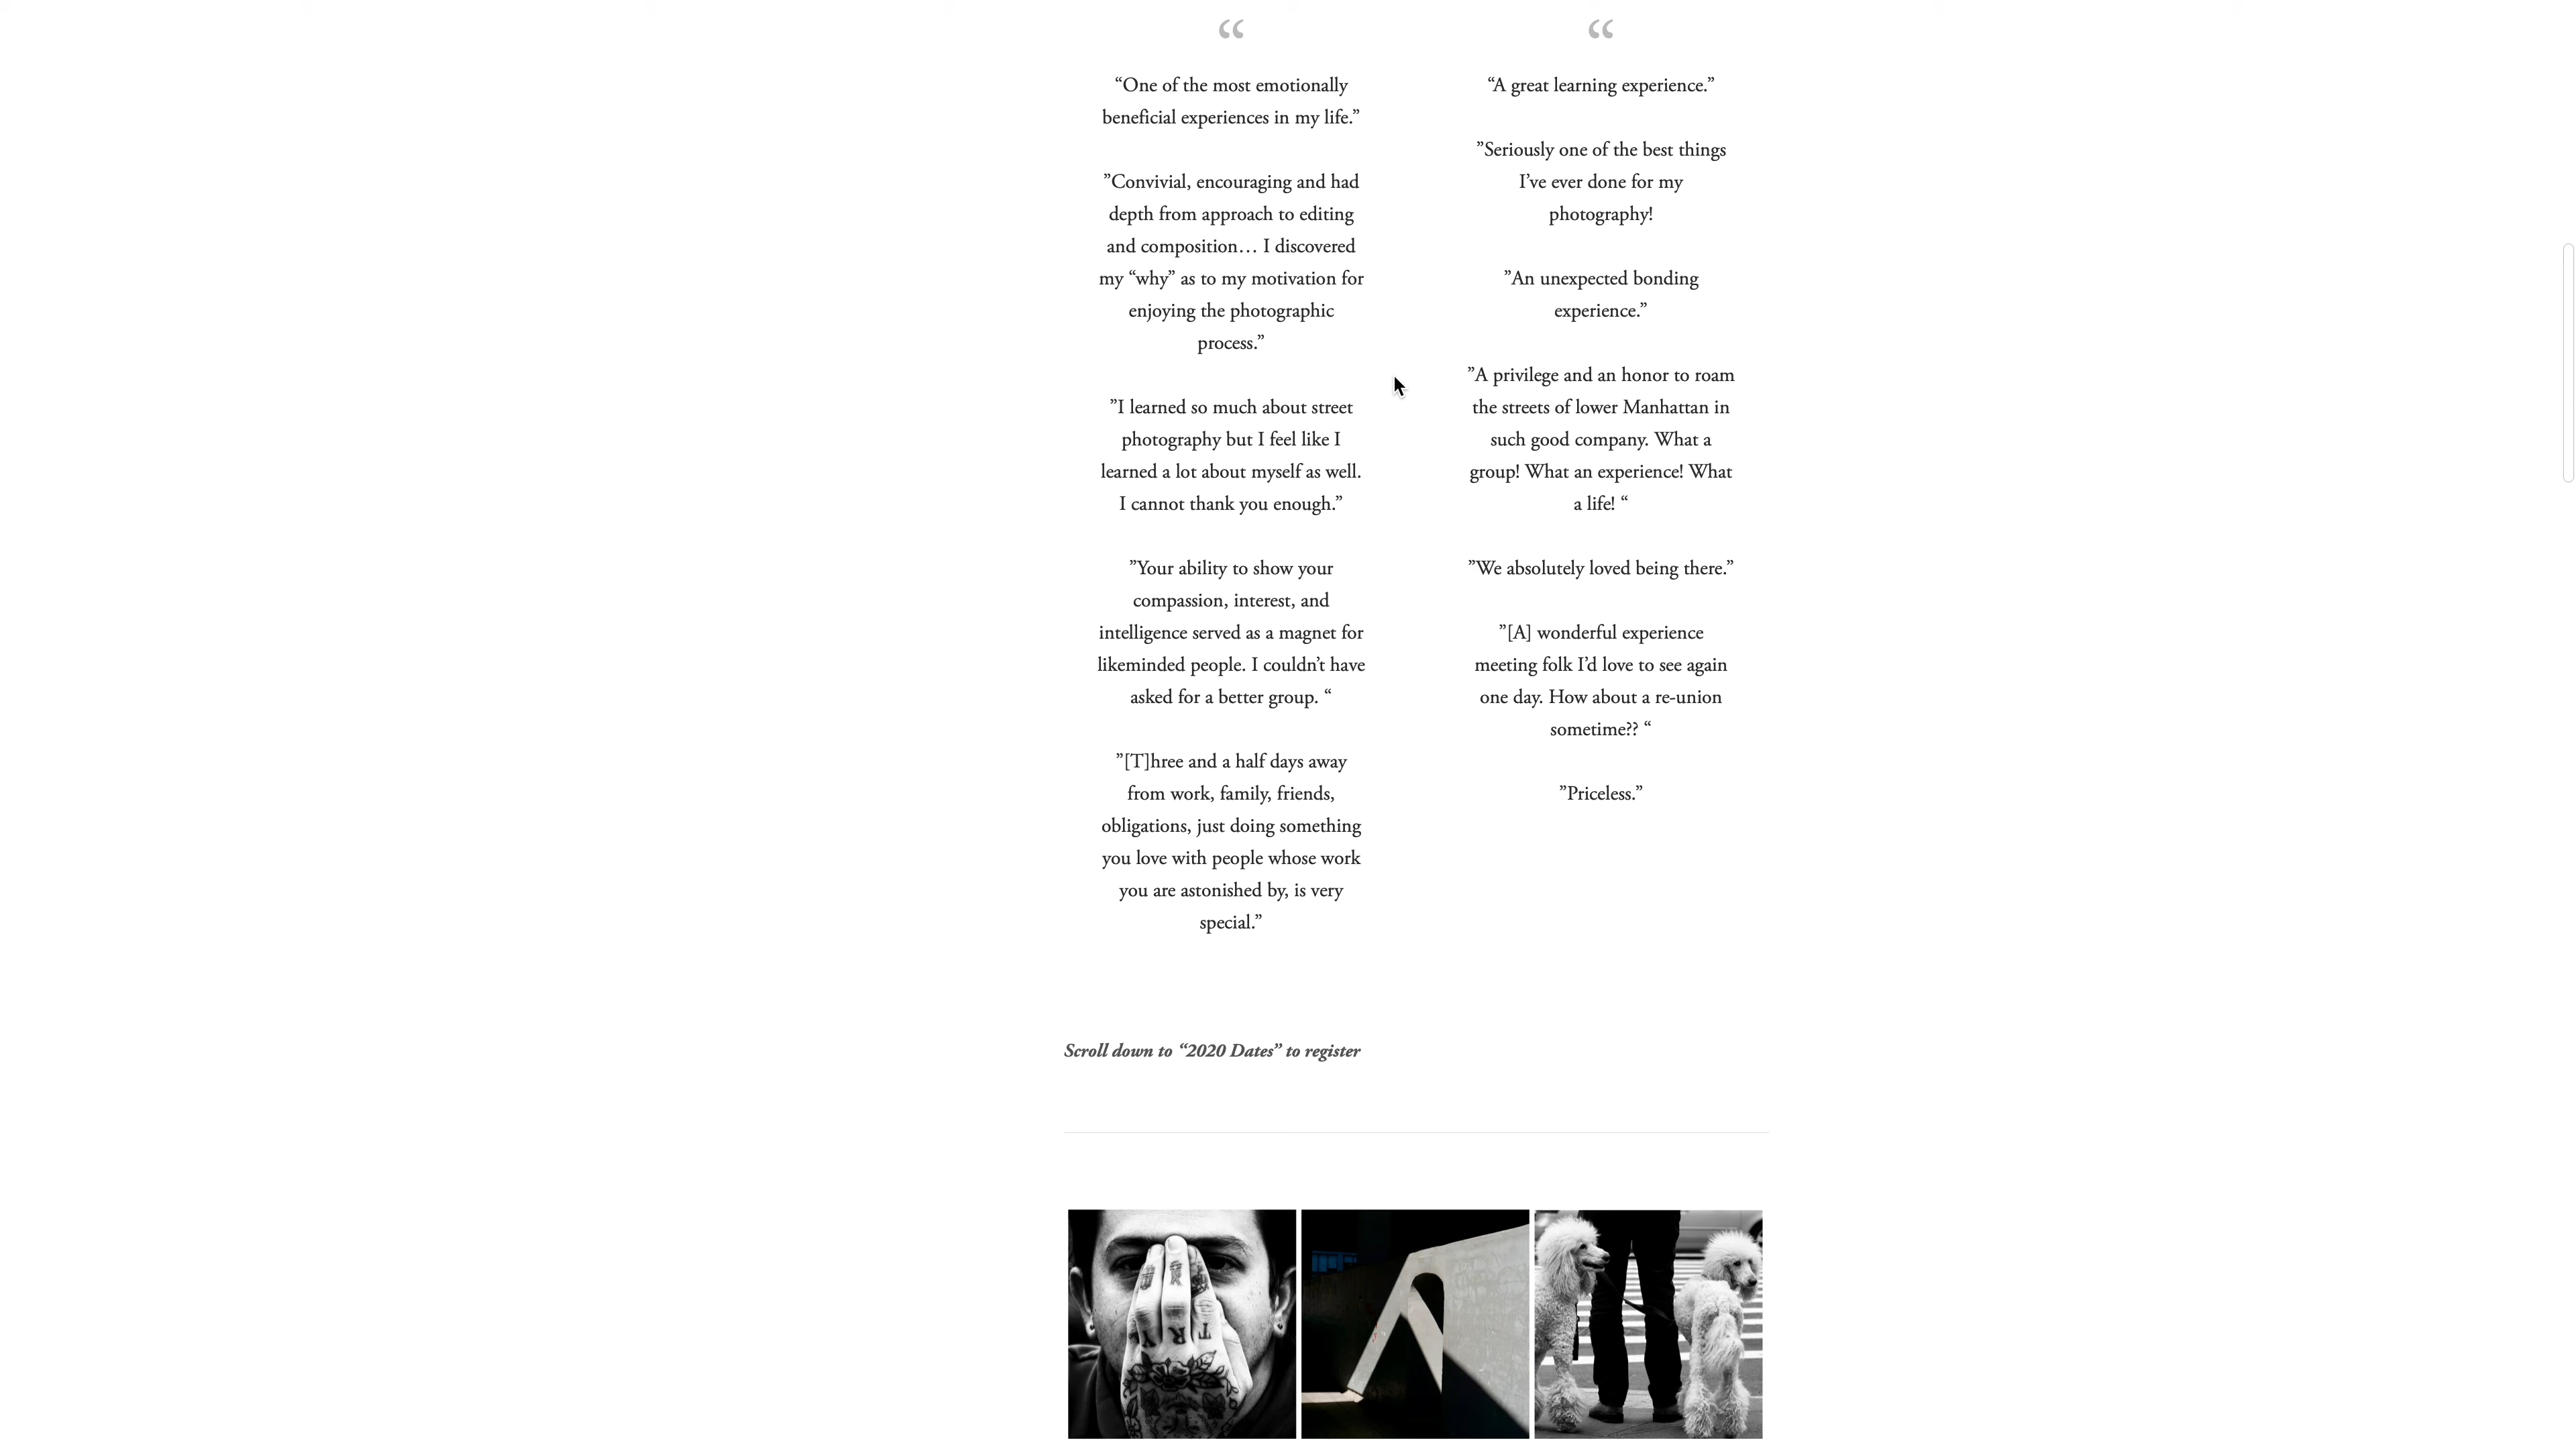 “
“One of the most emotionally
beneficial experiences in my life.”
”Convivial, encouraging and had
depth from approach to editing
and composition… I discovered
my “why” as to my motivation for
enjoying the photographic
process.”
”I learned so much about street
photography but I feel like I
learned a lot about myself as well.
I cannot thank you enough.”
”Your ability to show your
compassion, interest, and
intelligence served as a magnet for
likeminded people. I couldn’t have
asked for a better group. “
”[T]hree and a half days away
from work, family, friends,
obligations, just doing something
you love with people whose work
you are astonished by, is very
special.”
“
“A great learning experience.”
”Seriously one of the best things
I’ve ever done for my
photography!
”An unexpected bonding
experience.”
”A privilege and an honor to roam
the streets of lower Manhattan in
such good company. What a
group! What an experience! What
a life! “
”We absolutely loved being there.”
”[A] wonderful experience
meeting folk I’d love to see again
one day. How about a re-union
sometime?? “
”Priceless.”
Scroll down to “2020 Dates” to register